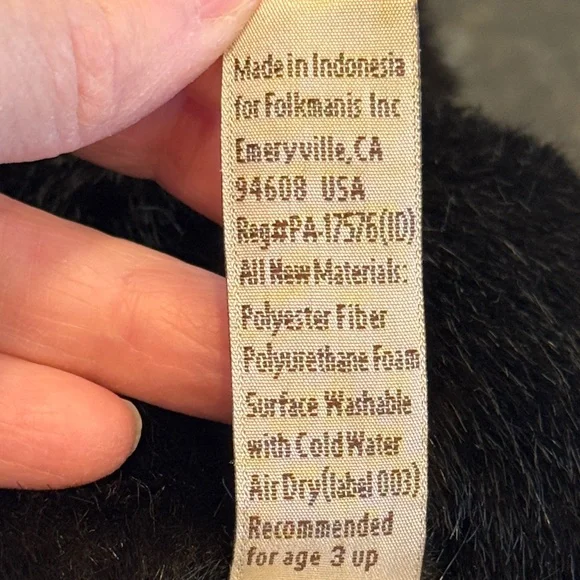 Made in Indonesia
for Folkmanis Inc
Emeryville, CA
94608 USA
Reg#PA-17576(ID)
All New Materials:
Polyester Fiber
Polyurethane Foam
Surface Washable
with Cold Water
Air Dry(label 003)
Recommended
for age 3 up